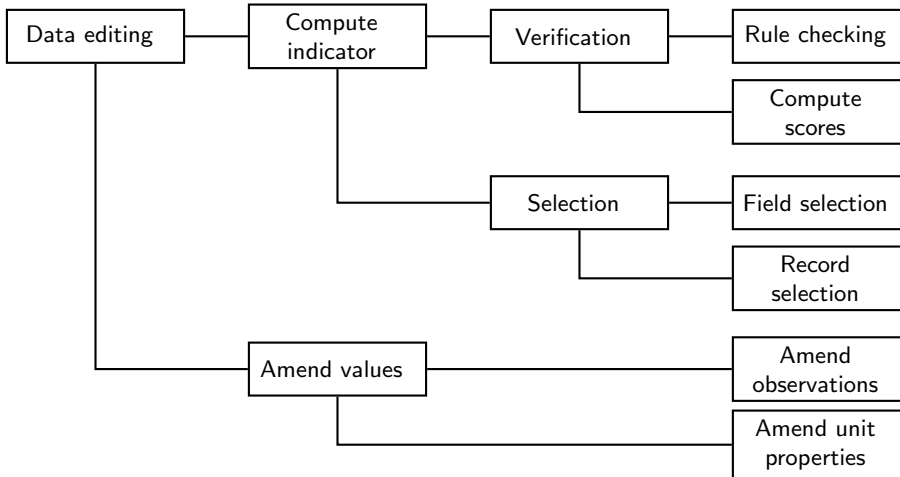 Data editing
Compute
indicator
Verification
Rule checking
Compute
scores
Selection
Field selection
Record
selection
Amend values
Amend
observations
Amend unit
properties